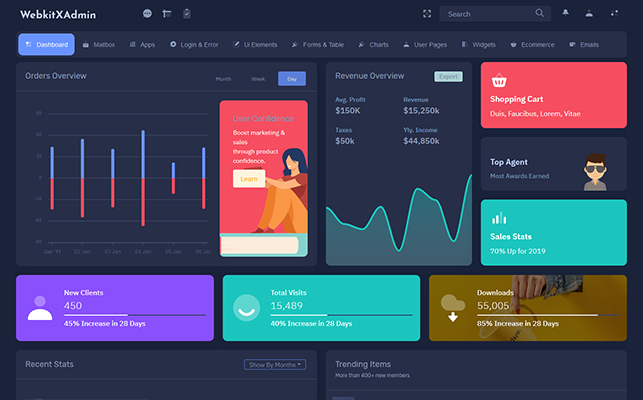 WebkitXAdmin
Search
Dashboard
Mailbox
Apps
Login & Error
Ui Elements
Forms & Table
Charts
User Pages
Widgets
Ecommerce
Emails
Orders Overview
Month
Week
Day
User Confidence
Boost marketing &
sales
through product
confidence.
Learn
02 Jan
03 Jan
04 Jan
05 Jan
Revenue Overview
Export
Avg. Profit
$150K
Revenue
$15,250k
Taxes
$50k
Yly. Income
$44,850k
Shopping Cart
Duis, Faucibus, Lorem, Vitae
Top Agent
Most Awards Earned
Sales Stats
70% Up for 2019
New Clients
450
45% Increase in 28 Days
Total Visits
15,489
40% Increase in 28 Days
Downloads
55,005
85% Increase in 28 Days
Recent Stats
Show By Months
Trending Items
More than 400+ new members